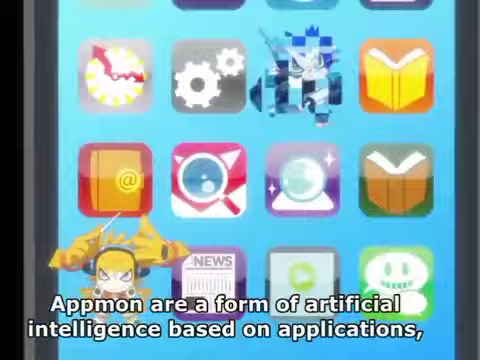 @
NEWS
Appmon are a form of artificial
intelligence based on applications,